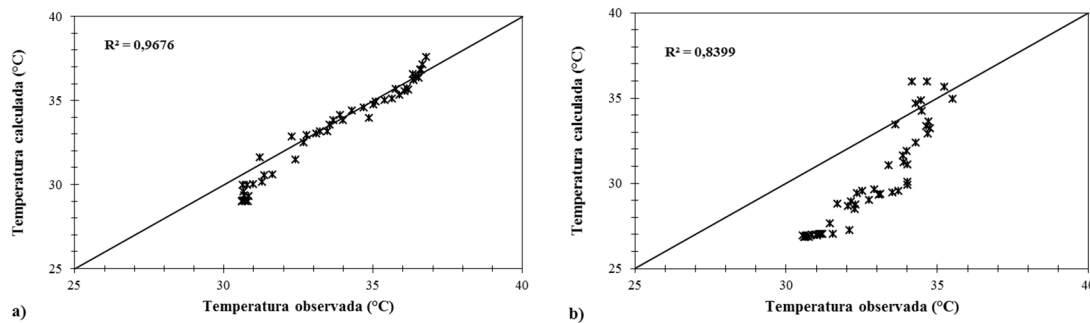 40
R² = 0,9676
35
30
25
25
30
35
40
Temperatura calculada (°C)
Temperatura observada (°C)
a)
40
R² = 0,8399
35
30
25
25
30
35
40
Temperatura calculada (°C)
Temperatura observada (°C)
b)